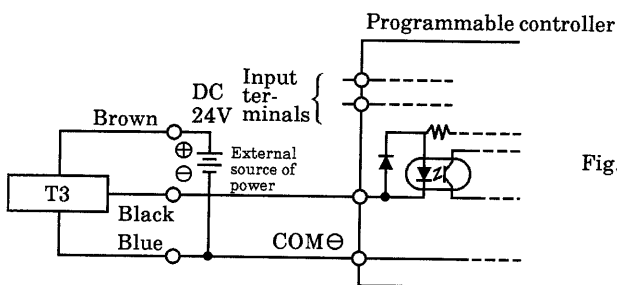 Programmable controller
DC
24V
Input
ter-
minals
Brown
⊕
⊖
External
source of
power
T3
Black
Blue
COM⊖
Fig.